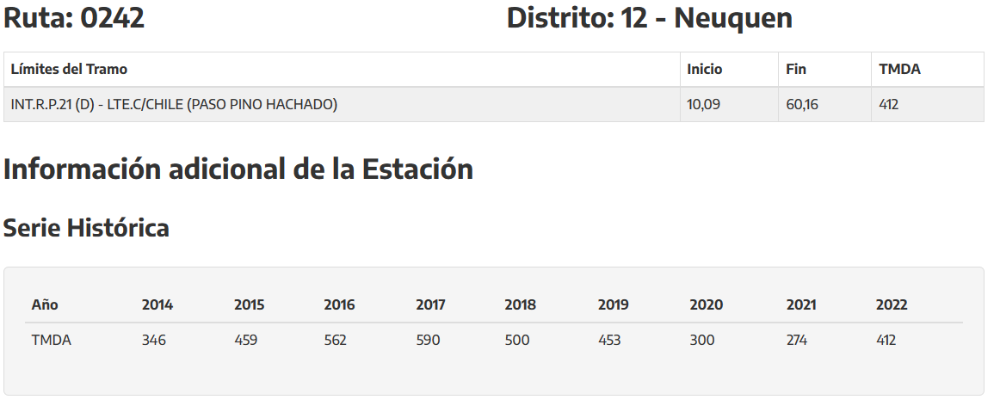 Ruta: 0242 Distrito: 12 - Neuquen
Límites del Tramo Inicio Fin TMDA
INT.R.P.21 (D) - LTE.C/CHILE (PASO PINO HACHADO) 10,09 60,16 412
Información adicional de la Estación
Serie Histórica
Año 2014 2015 2016 2017 2018 2019 2020 2021 2022
TMDA 346 459 562 590 500 453 300 274 412